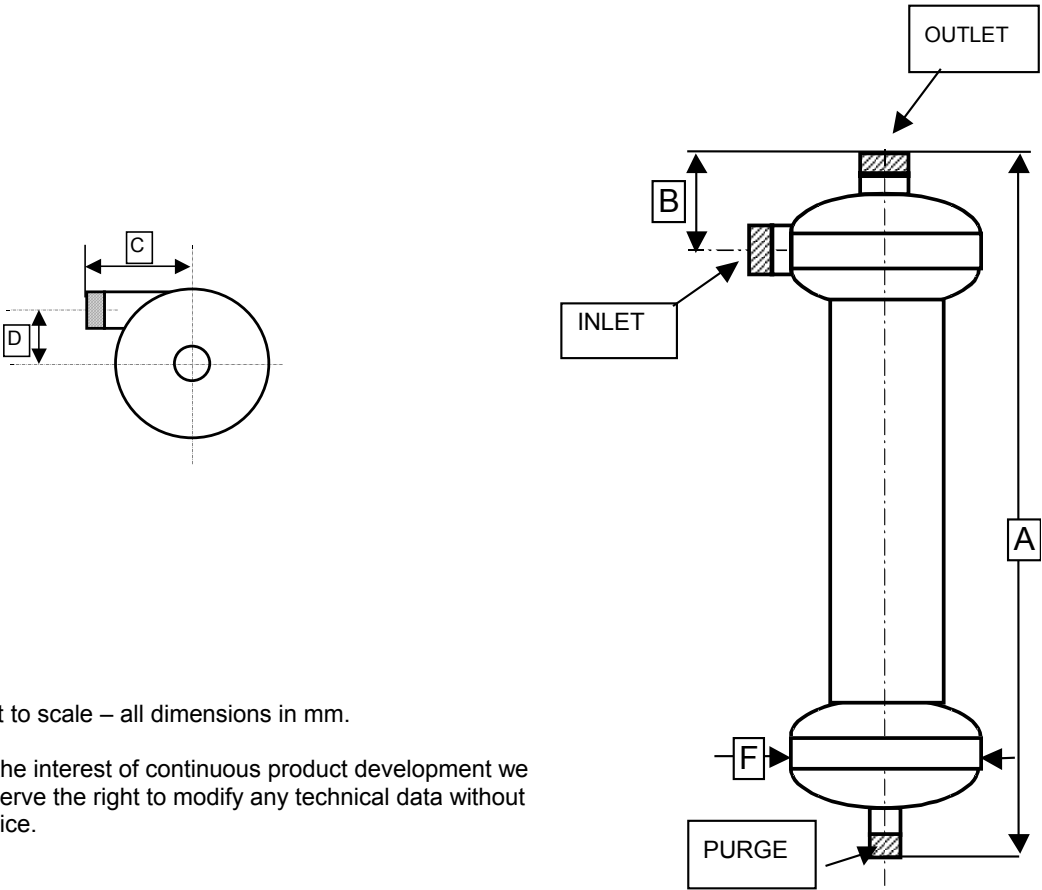 OUTLET
B
C
INLET
D
A
t to scale – all dimensions in mm.
F
he interest of continuous product development we
erve the right to modify any technical data without
ice.
PURGE